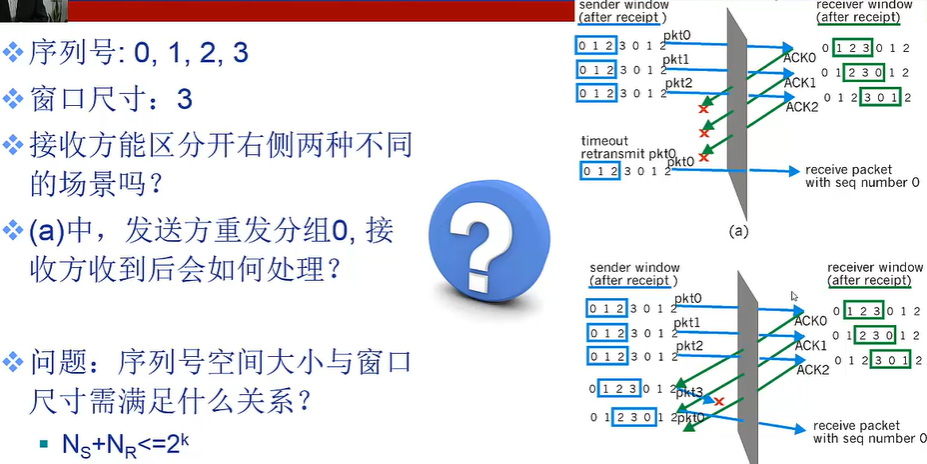 序列号: 0, 1, 2, 3
窗口尺寸：3
接收方能区分开右侧两种不同
的场景吗？
(a)中，发送方重发分组0, 接
收方收到后会如何处理？
问题：序列号空间大小与窗口
尺寸需满足什么关系？
N_S+N_R<=2^k
sender window
(after receipt )
receiver window
(after receipt)
0 1 2 3 0 1 2 pkt0
ACK0
0 1 2 3 0 1 2
0 1 2 3 0 1 2 pkt1
ACK1
0 1 2 3 0 1 2
0 1 2 3 0 1 2 pkt2
ACK2
0 1 2 3 0 1 2
timeout
retransmit pkt0
0 1 2 3 0 1 2 pkt0
receive packet
with seq number 0
(a)
sender window
(after receipt )
receiver window
(after receipt)
0 1 2 3 0 1 2 pkt0
ACK0
0 1 2 3 0 1 2
0 1 2 3 0 1 2 pkt1
ACK1
0 1 2 3 0 1 2
0 1 2 3 0 1 2 pkt2
ACK2
0 1 2 3 0 1 2
0 1 2 3 0 1 2 pkt3
0 1 2 3 0 1 2 pkt0
receive packet
with seq number 0